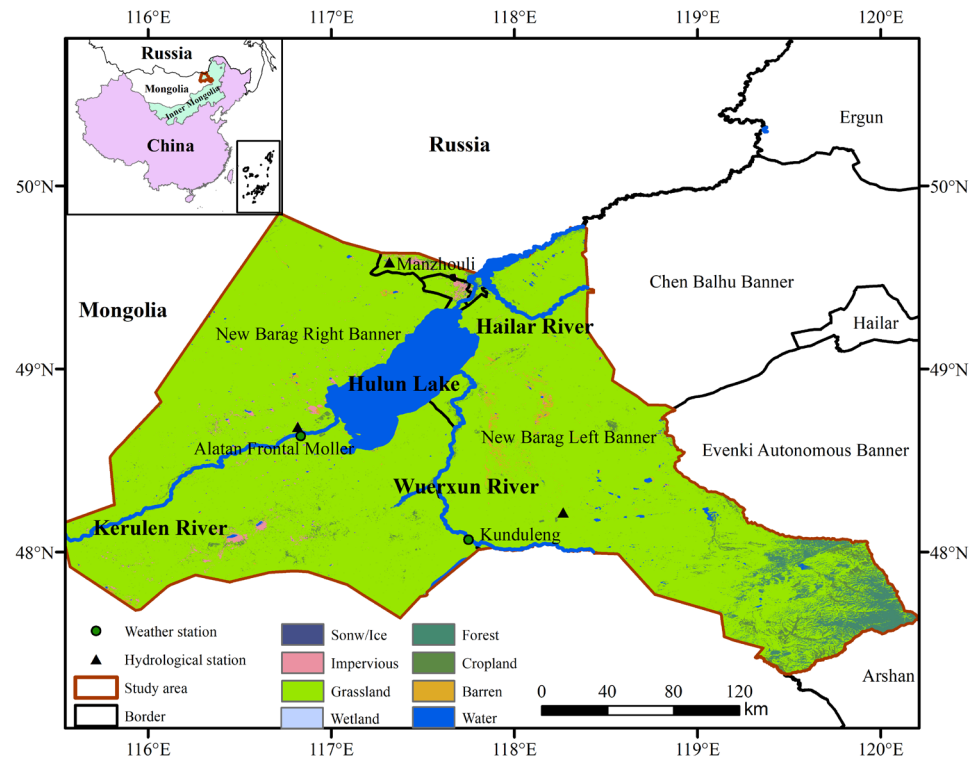 116°E 117°E 118°E 119°E 120°E
Russia
Mongolia
Inner Mongolia
China
Ergun
Russia
50°N 50°N
Manzhouli
Chen Balhu Banner
Mongolia
New Barag Right Banner
Hailar River
Hailar
49°N 49°N
Hulun Lake
New Barag Left Banner
Alatan Frontal Moller
Evenki Autonomous Banner
Wuerxun River
Kerulen River
Kunduleng
48°N 48°N
Weather station
Hydrological station
Study area
Border
Sonw/Ice
Impervious
Grassland
Wetland
Forest
Cropland
Barren
Water
Arshan
0 40 80 120
km
116°E 117°E 118°E 119°E 120°E